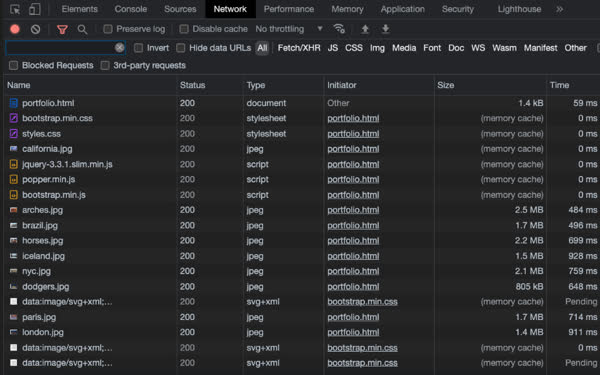 Elements Console Sources Network Performance Memory Application Security Lighthouse »
Preserve log Disable cache No throttling
Invert Hide data URLs All Fetch/XHR JS CSS Img Media Font Doc WS Wasm Manifest Other
Blocked Requests 3rd-party requests
Name Status Type Initiator Size Time
portfolio.html 200 document Other 1.4 kB 59 ms
bootstrap.min.css 200 stylesheet portfolio.html (memory cache) 0 ms
styles.css 200 stylesheet portfolio.html (memory cache) 0 ms
california.jpg 200 jpeg portfolio.html (memory cache) 0 ms
jquery-3.3.1.slim.min.js 200 script portfolio.html (memory cache) 0 ms
popper.min.js 200 script portfolio.html (memory cache) 0 ms
bootstrap.min.js 200 script portfolio.html (memory cache) 0 ms
arches.jpg 200 jpeg portfolio.html 2.5 MB 484 ms
brazil.jpg 200 jpeg portfolio.html 1.7 MB 496 ms
horses.jpg 200 jpeg portfolio.html 2.2 MB 699 ms
iceland.jpg 200 jpeg portfolio.html 1.5 MB 928 ms
nyc.jpg 200 jpeg portfolio.html 2.1 MB 759 ms
dodgers.jpg 200 jpeg portfolio.html 805 kB 648 ms
data:image/svg+xml;… 200 svg+xml bootstrap.min.css (memory cache) Pending
paris.jpg 200 jpeg portfolio.html 1.7 MB 714 ms
london.jpg 200 jpeg portfolio.html 1.4 MB 911 ms
data:image/svg+xml;… 200 svg+xml bootstrap.min.css (memory cache) 0 ms
data:image/svg+xml;… 200 svg+xml bootstrap.min.css (memory cache) Pending